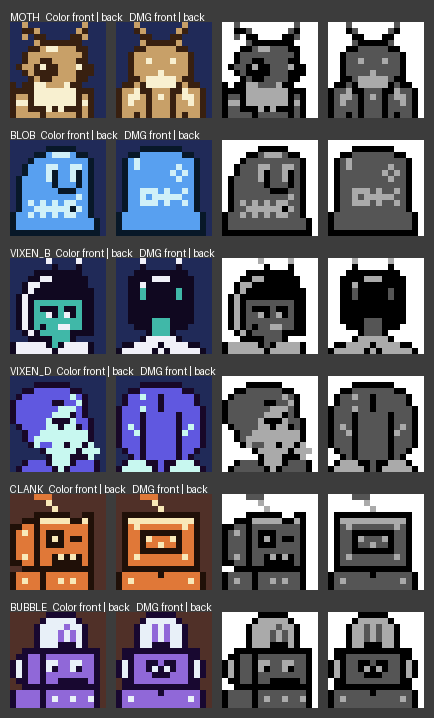 MOTH Color front | back DMG front | back
BLOB Color front | back DMG front | back
VIXEN_B Color front | back DMG front | back
VIXEN_D Color front | back DMG front | back
CLANK Color front | back DMG front | back
BUBBLE Color front | back DMG front | back